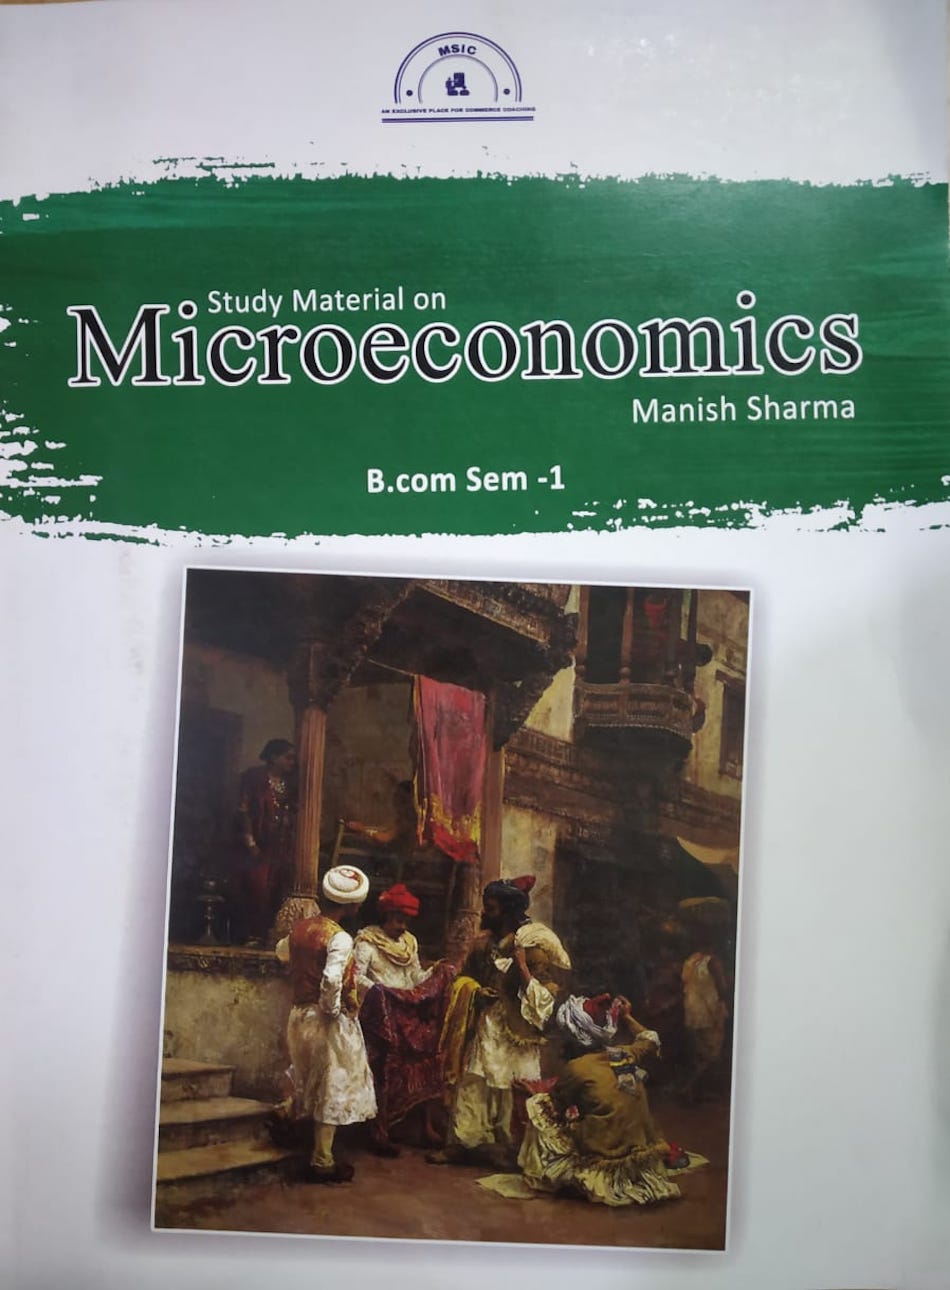 MSIC
AN EXCLUSIVE PLACE FOR COMMERCE COACHING
Study Material on
Microeconomics
Manish Sharma
B.com Sem -1